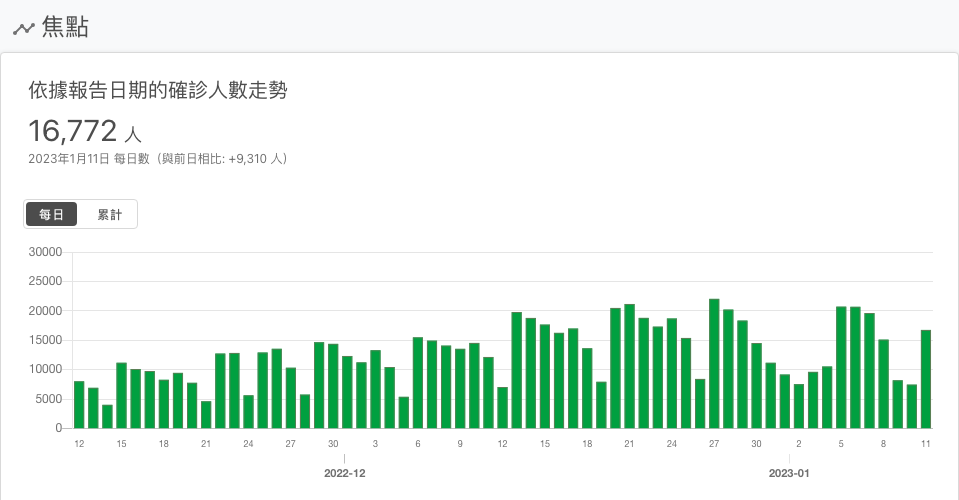 焦點
依據報告日期的確診人數走勢
16,772 人
2023年1月11日 每日數（與前日相比: +9,310 人）
每日 累計
30000
25000
20000
15000
10000
5000
0
12 15 18 21 24 27 30 3 6 9 12 15 18 21 24 27 30 2 5 8 11
2022-12 2023-01